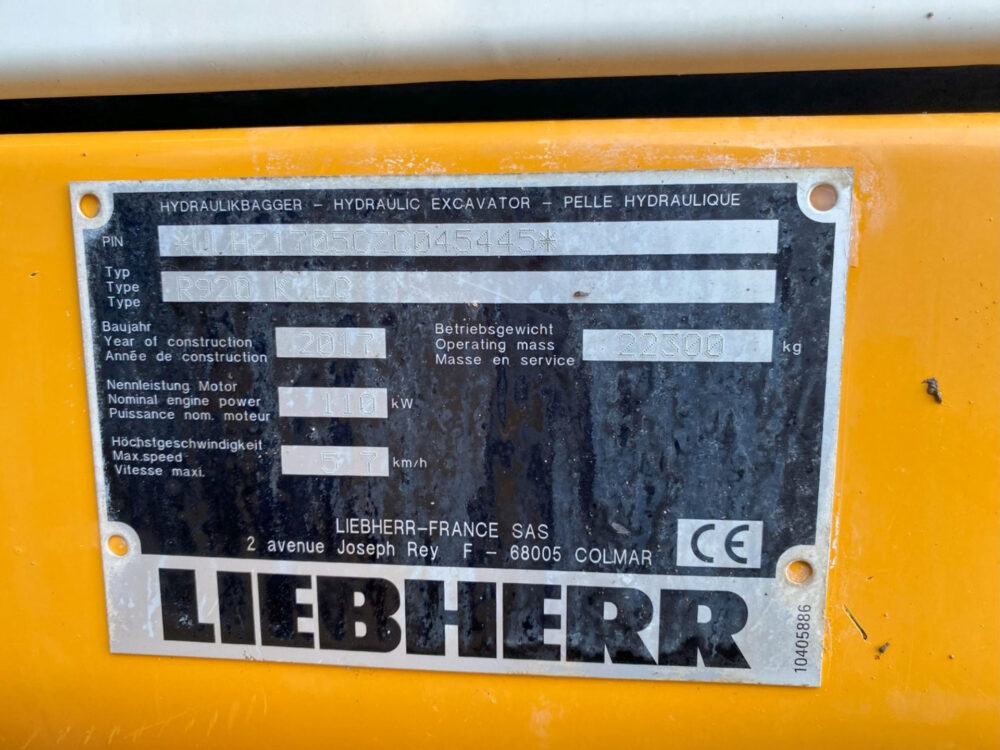 HYDRAULIKBAGGER - HYDRAULIC EXCAVATOR - PELLE HYDRAULIQUE
PIN
Typ
Type R920 K LC
Type
Baujahr
Year of construction 2017
Année de construction
Betriebsgewicht
Operating mass 22300 kg
Masse en service
Nennleistung Motor
Nominal engine power 110 kW
Puissance nom. moteur
Höchstgeschwindigkeit
Max.speed 5.7 km/h
Vitesse maxi.
LIEBHERR-FRANCE SAS
2 avenue Joseph Rey F - 68005 COLMAR
CE
LIEBHERR
10405886